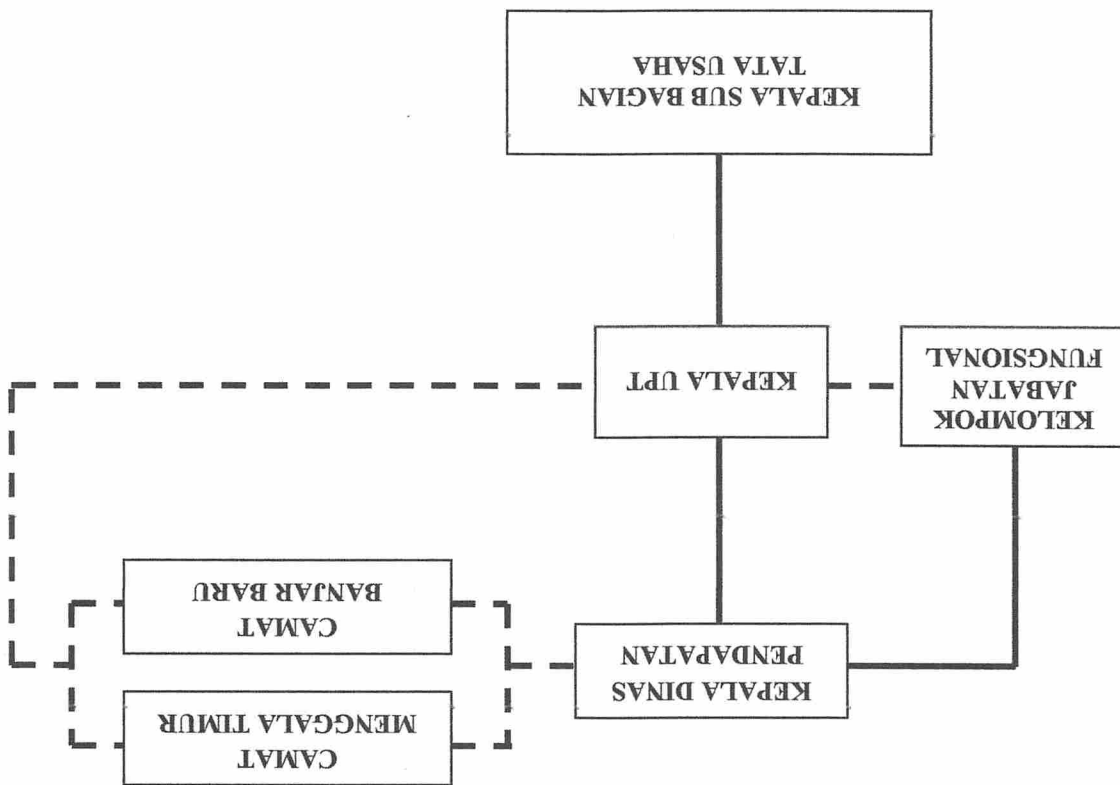 CAMAT
MENGGALA TIMUR
KEPALA DINAS
PENDAPATAN
CAMAT
BANJAR BARU
KELOMPOK
JABATAN
FUNGSIONAL
KEPALA UPT
KEPALA SUB BAGIAN
TATA USAHA